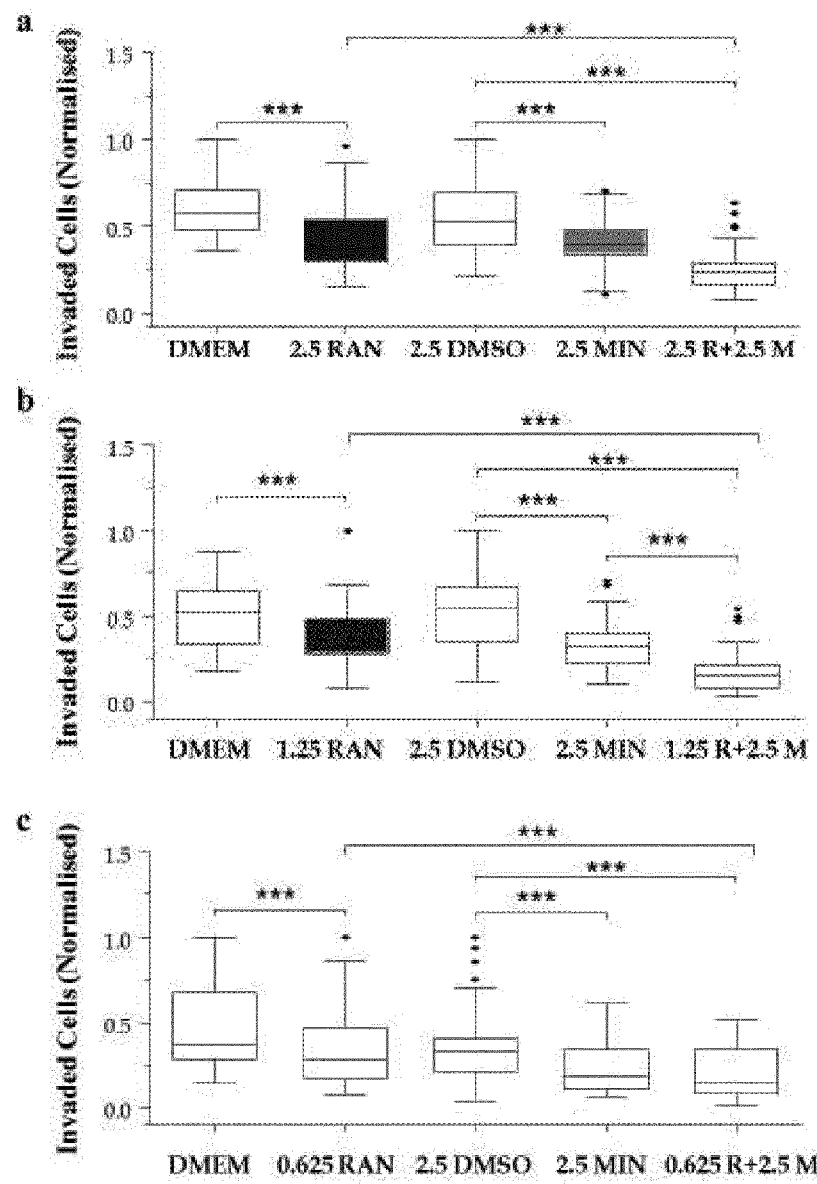 a
Invaded Cells (Normalised)
***
***
***
***
1.5
1.0
0.5
0.0
DMEM 2.5 RAN 2.5 DMSO 2.5 MIN 2.5 R+2.5 M
b
Invaded Cells (Normalised)
***
***
***
***
***
1.5
1.0
0.5
0.0
DMEM 1.25 RAN 2.5 DMSO 2.5 MIN 1.25 R+2.5 M
c
Invaded Cells (Normalised)
***
***
***
***
1.5
1.0
0.5
0.0
DMEM 0.625 RAN 2.5 DMSO 2.5 MIN 0.625 R+2.5 M